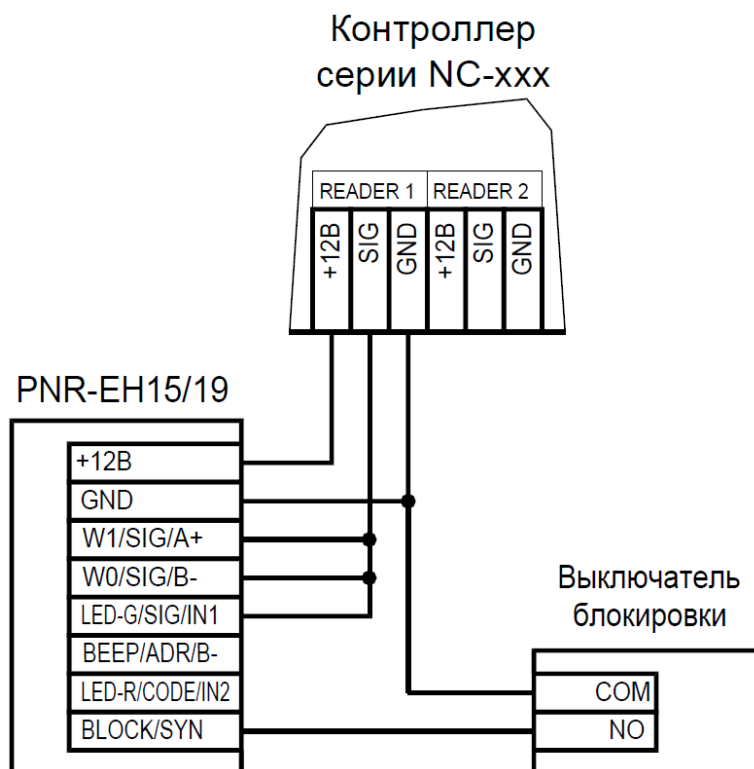 Контроллер
серии NC-xxx
READER 1 READER 2
+12В SIG GND +12В SIG GND
PNR-EH15/19
+12В
GND
W1/SIG/A+
W0/SIG/B-
LED-G/SIG/IN1
BEEP/ADR/B-
LED-R/CODE/IN2
BLOCK/SYN
Выключатель
блокировки
COM
NO